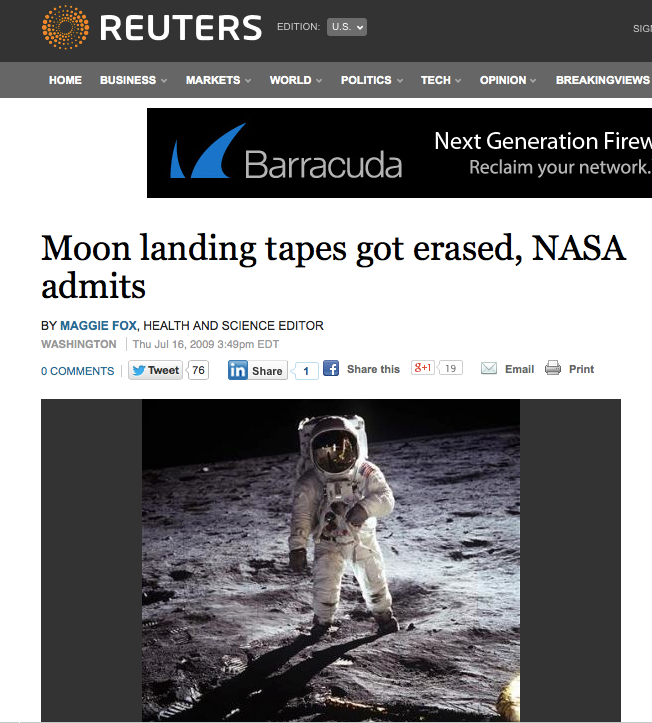 REUTERS EDITION: U.S. SIG
HOME BUSINESS MARKETS WORLD POLITICS TECH OPINION BREAKINGVIEWS
Barracuda
Next Generation Firew
Reclaim your network.
Moon landing tapes got erased, NASA
admits
BY MAGGIE FOX, HEALTH AND SCIENCE EDITOR
WASHINGTON | Thu Jul 16, 2009 3:49pm EDT
0 COMMENTS | Tweet 76 in Share 1 f Share this g+1 19 Email Print